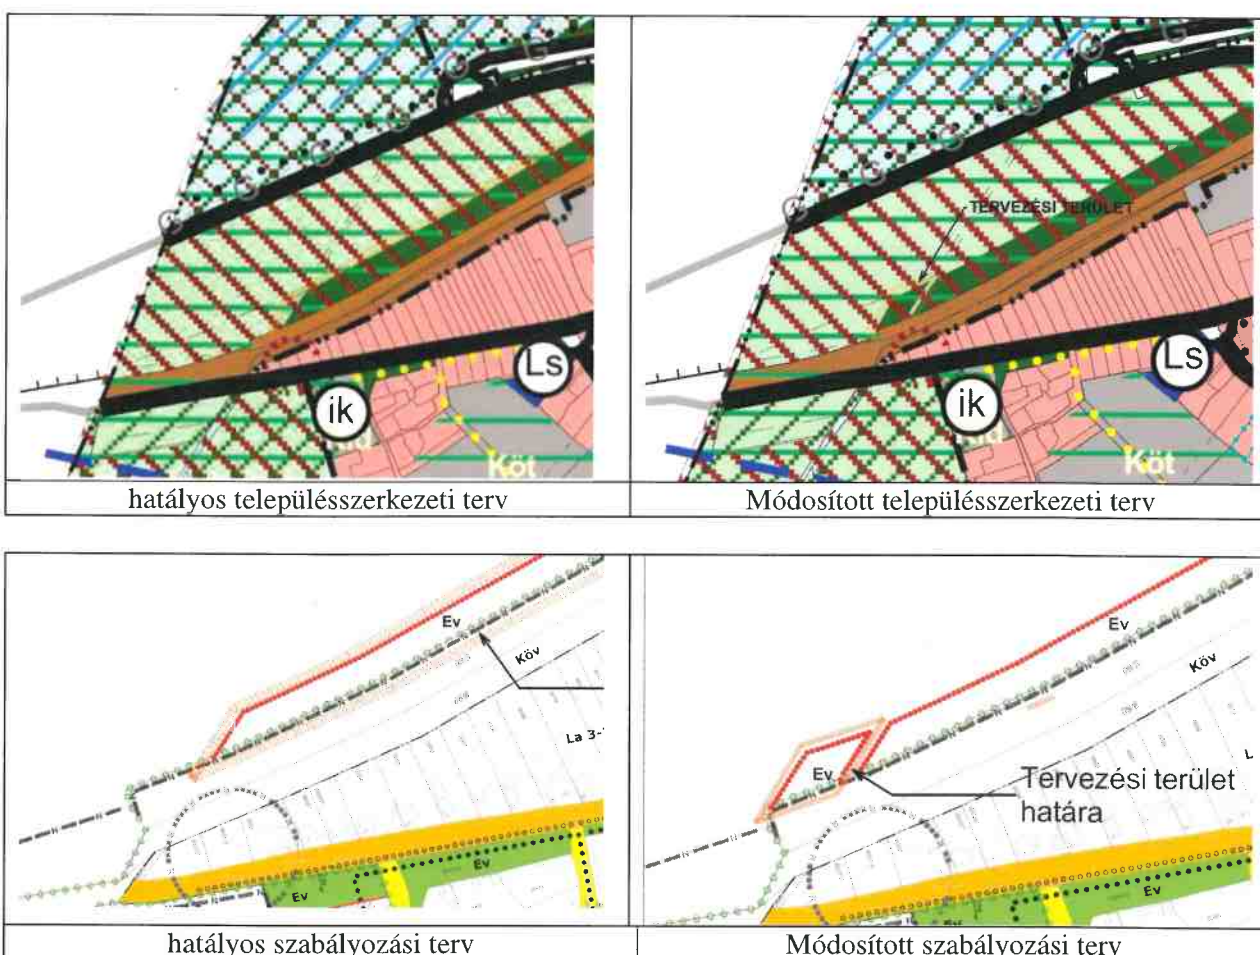 G G
G G
G G
G G
G G
TERVEZÉSI TERÜLET
Ls Ls
ik ik
Köt Köt
hatályos településszerkezeti terv Módosított településszerkezeti terv
Ev Ev
Köv Köv
La 3-
Ev
Tervezési terület
határa
Ev Ev
Ev
hatályos szabályozási terv Módosított szabályozási terv